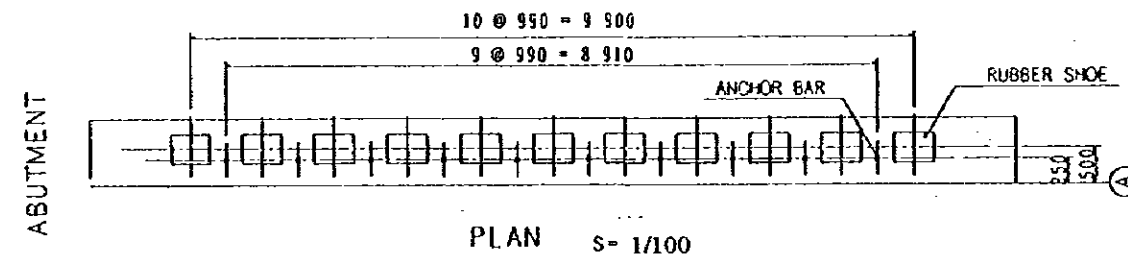 10 @ 990 = 9 900
9 @ 990 = 8 910
ANCHOR BAR
RUBBER SHOE
ABUTMENT
250
500
A
PLAN S= 1/100